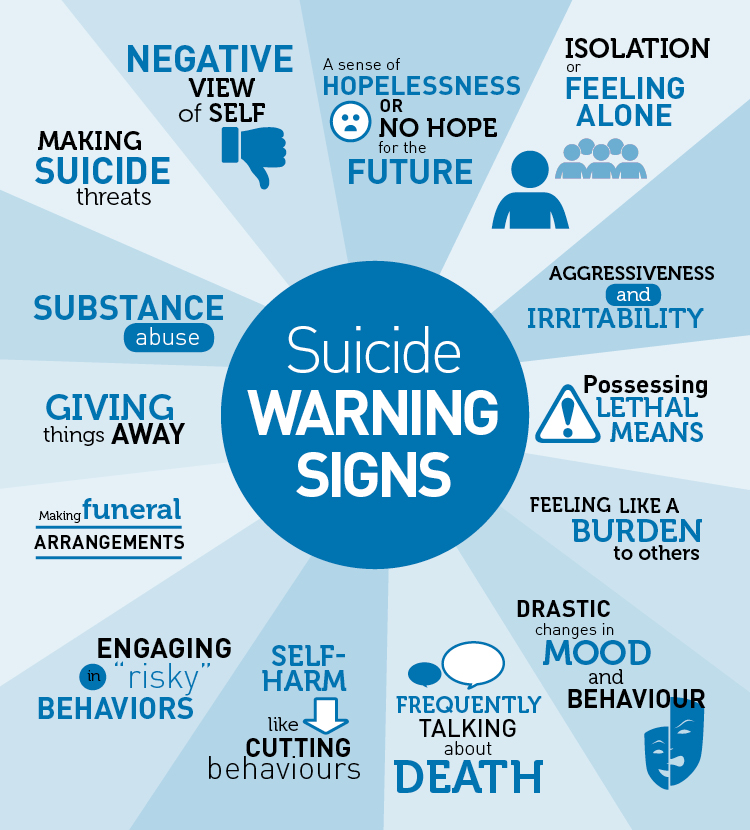 Suicide
WARNING
SIGNS
MAKING
SUICIDE
threats
NEGATIVE
VIEW
of SELF
A sense of
HOPELESSNESS
OR
NO HOPE
for the
FUTURE
ISOLATION
or
FEELING
ALONE
AGGRESSIVENESS
and
IRRITABILITY
Possessing
LETHAL
MEANS
FEELING LIKE A
BURDEN
to others
DRASTIC
changes in
MOOD
and
BEHAVIOUR
FREQUENTLY
TALKING
about
DEATH
SELF-
HARM
like
CUTTING
behaviours
ENGAGING
in "risky"
BEHAVIORS
Making funeral
ARRANGEMENTS
GIVING
things AWAY
SUBSTANCE
abuse